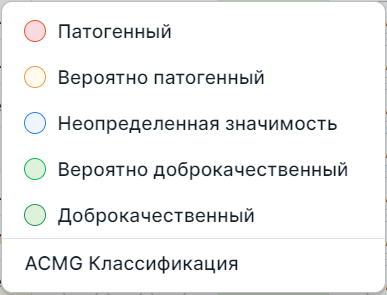 Патогенный
Вероятно патогенный
Неопределенная значимость
Вероятно доброкачественный
Доброкачественный
ACMG Классификация